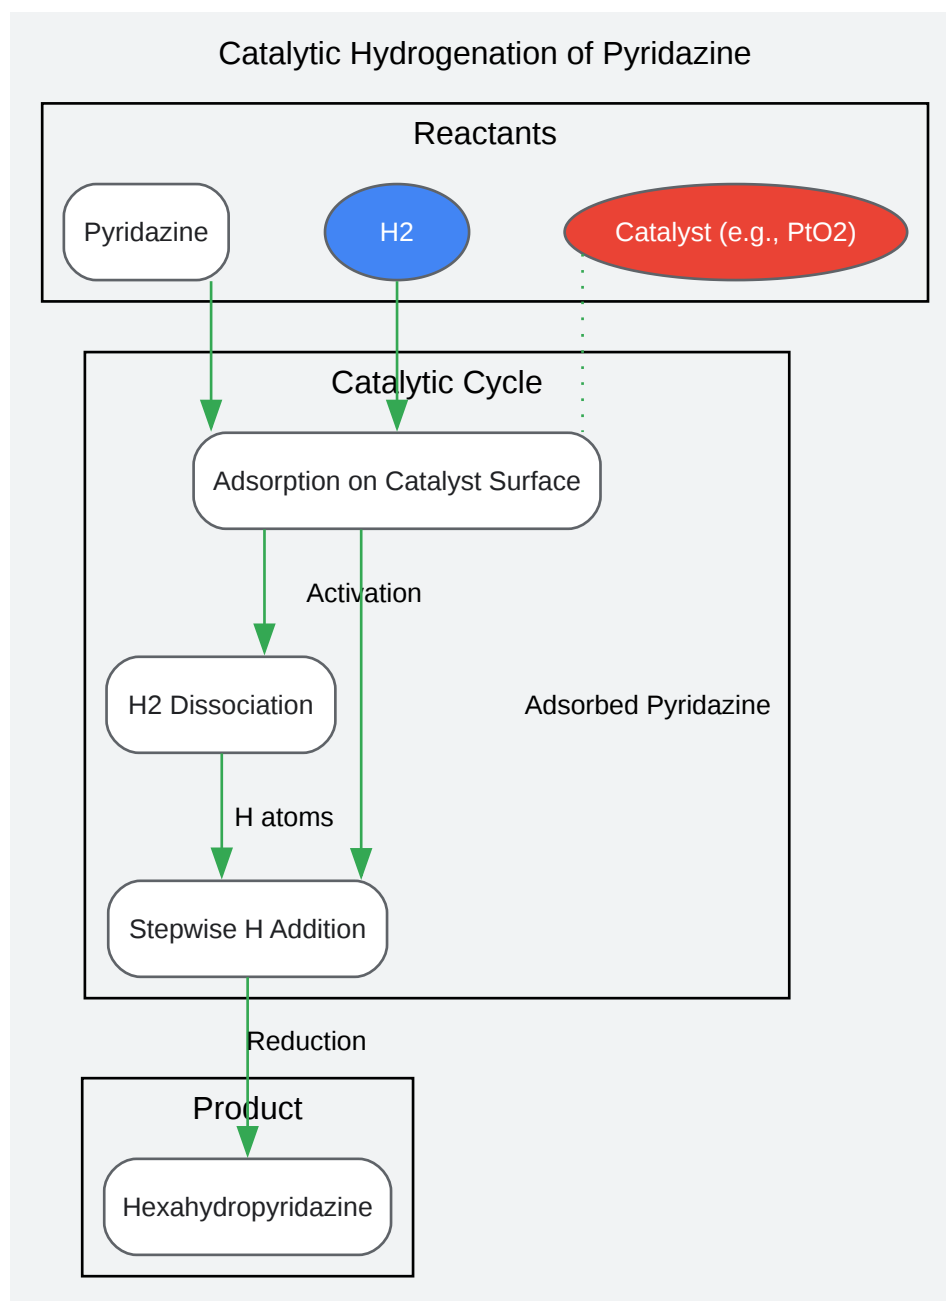 Catalytic Hydrogenation of Pyridazine
Reactants
Pyridazine
H2
Catalyst (e.g., PtO2)
Catalytic Cycle
Adsorption on Catalyst Surface
Activation
H2 Dissociation
Adsorbed Pyridazine
H atoms
Stepwise H Addition
Reduction
Product
Hexahydropyridazine